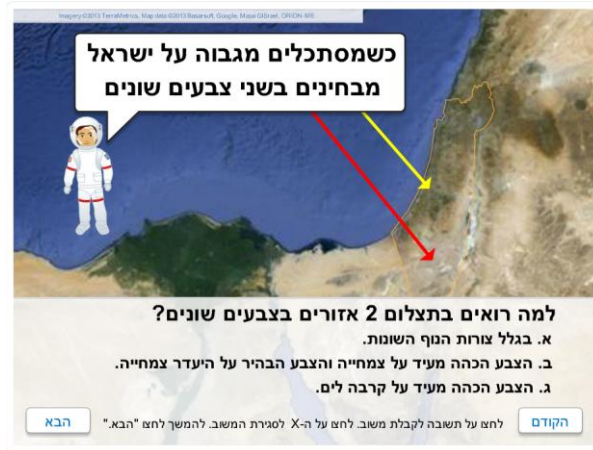 Imagery ©2013 TerraMetrica, Map data ©2013 Basarsoft, Google, Mapa GISrael, ORION-ME
כשמסתכלים מגבוה על ישראל
מבחינים בשני צבעים שונים
למה רואים בתצלום 2 אזורים בצבעים שונים?
א. בגלל צורות הנוף השונות.
ב. הצבע הכהה מעיד על צמחייה והצבע הבהיר על היעדר צמחייה.
ג. הצבע הכהה מעיד על קרבה לים.
הקודם
לחצו על תשובה לקבלת משוב. לחצו על ה-X לסגירת המשוב. להמשך לחצו "הבא".
הבא